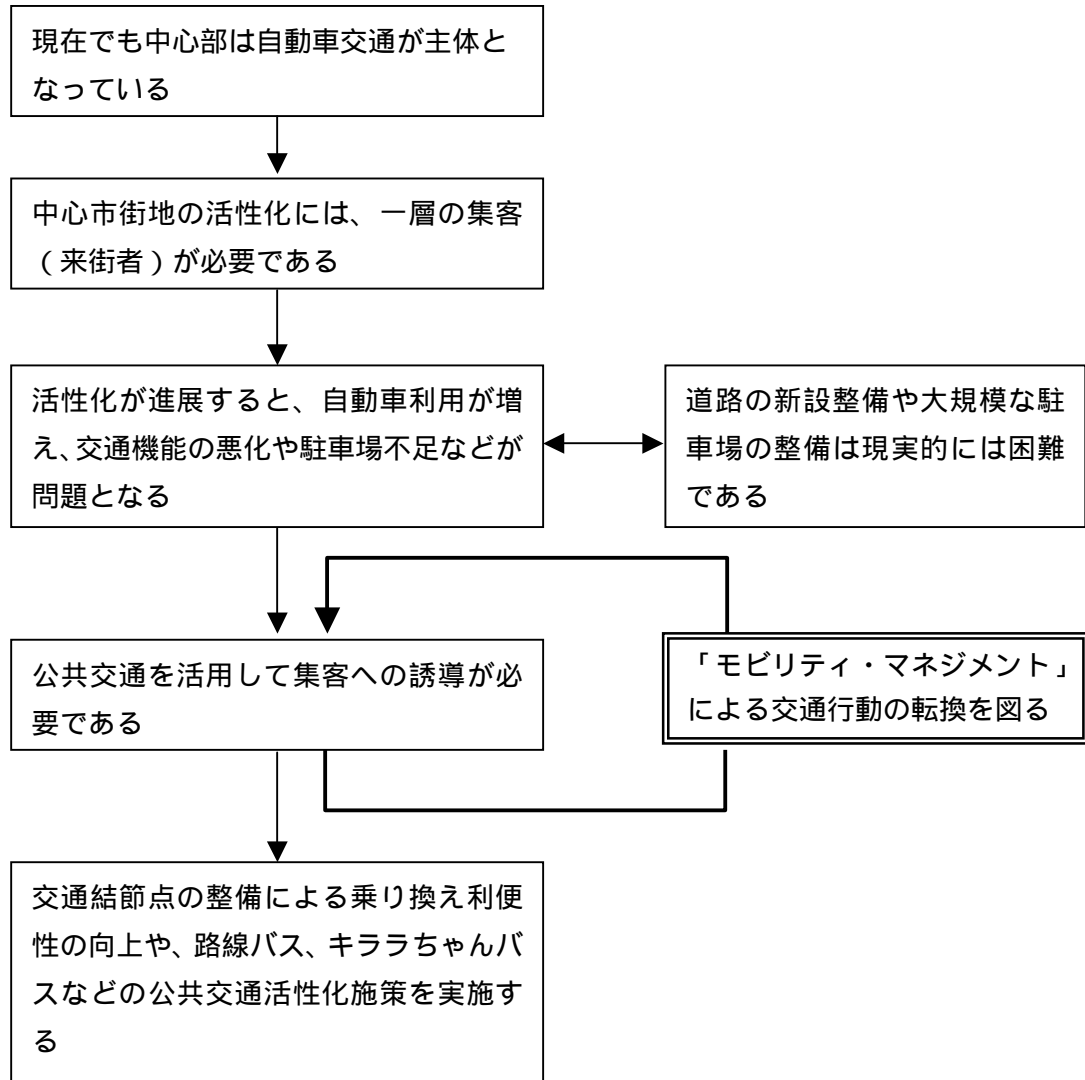 現在でも中心部は自動車交通が主体と
なっている
中心市街地の活性化には、一層の集客
（来街者）が必要である
活性化が進展すると、自動車利用が増
え、交通機能の悪化や駐車場不足などが
問題となる
道路の新設整備や大規模な駐
車場の整備は現実的には困難
である
公共交通を活用して集客への誘導が必
要である
「モビリティ・マネジメント」
による交通行動の転換を図る
交通結節点の整備による乗り換え利便
性の向上や、路線バス、キララちゃんバ
スなどの公共交通活性化施策を実施す
る